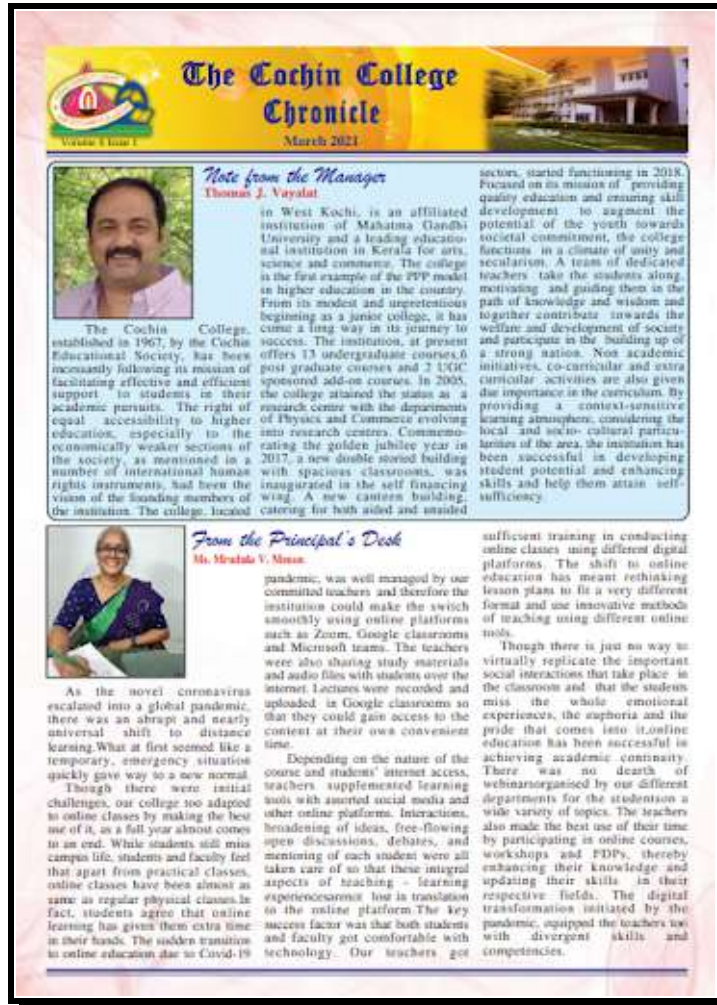 The Cochin College
Chronicle
March 2021
Volume 8 Issue 1
Note from the Manager
Thomas J. Vayalat
The Cochin College,
established in 1967, by the Cochin
Educational Society, has been
incessantly following its mission of
facilitating effective and efficient
support to students in their
academic pursuits. The right of
equal accessibility to higher
education, especially to the
economically weaker sections of
the society, as mentioned in a
number of international human
rights instruments, had been the
vision of the founding members of
the institution. The college, located
in West Kochi, is an affiliated
institution of Mahatma Gandhi
University and a leading educatio-
nal institution in Kerala for arts,
science and commerce. The college
is the first example of the PPP model
in higher education in the country.
From its modest and unpretentious
beginning as a junior college, it has
come a long way in its journey to
success. The institution, at present
offers 13 undergraduate courses,6
post graduate courses and 2 UGC
sponsored add-on courses. In 2005,
the college attained the status as a
research centre with the departments
of Physics and Commerce evolving
into research centres. Commemo-
rating the golden jubilee year in
2017, a new double storied building
with spacious classrooms, was
inaugurated in the self financing
wing. A new canteen building,
catering for both aided and unaided
sectors, started functioning in 2018.
Focused on its mission of providing
quality education and ensuring skill
development to augment the
potential of the youth towards
societal commitment, the college
functions in a climate of unity and
secularism. A team of dedicated
teachers take the students along,
motivating and guiding them in the
path of knowledge and wisdom and
together contribute towards the
welfare and development of society
and participate in the building up of
a strong nation. Non academic
initiatives, co-curricular and extra
curricular activities are also given
due importance in the curriculum. By
providing a context-sensitive
learning atmosphere, considering the
local and socio- cultural particu-
larities of the area, the institution has
been successful in developing
student potential and enhancing
skills and help them attain self-
sufficiency.
From the Principal's Desk
Ms. Mrudula V. Menon
As the novel coronavirus
escalated into a global pandemic,
there was an abrupt and nearly
universal shift to distance
learning.What at first seemed like a
temporary, emergency situation
quickly gave way to a new normal.
Though there were initial
challenges, our college too adapted
to online classes by making the best
use of it, as a full year almost comes
to an end. While students still miss
campus life, students and faculty feel
that apart from practical classes,
online classes have been almost as
same as regular physical classes.In
fact, students agree that online
learning has given them extra time
in their hands. The sudden transition
to online education due to Covid-19
pandemic, was well managed by our
committed teachers and therefore the
institution could make the switch
smoothly using online platforms
such as Zoom, Google classrooms
and Microsoft teams. The teachers
were also sharing study materials
and audio files with students over the
internet. Lectures were recorded and
uploaded in Google classrooms so
that they could gain access to the
content at their own convenient
time.
Depending on the nature of the
course and students' internet access,
teachers supplemented learning
tools with assorted social media and
other online platforms. Interactions,
broadening of ideas, free-flowing
open discussions, debates, and
mentoring of each student were all
taken care of so that these integral
aspects of teaching - learning
experiencesarenot lost in translation
to the online platform.The key
success factor was that both students
and faculty got comfortable with
technology. Our teachers got
sufficient training in conducting
online classes using different digital
platforms. The shift to online
education has meant rethinking
lesson plans to fit a very different
format and use innovative methods
of teaching using different online
tools.
Though there is just no way to
virtually replicate the important
social interactions that take place in
the classroom and that the students
miss the whole emotional
experiences, the euphoria and the
pride that comes into it,online
education has been successful in
achieving academic continuity.
There was no dearth of
webinarsorganised by our different
departments for the studentson a
wide variety of topics. The teachers
also made the best use of their time
by participating in online courses,
workshops and FDPs, thereby
enhancing their knowledge and
updating their skills in their
respective fields. The digital
transformation initiated by the
pandemic, equipped the teachers too
with divergent skills and
competencies.